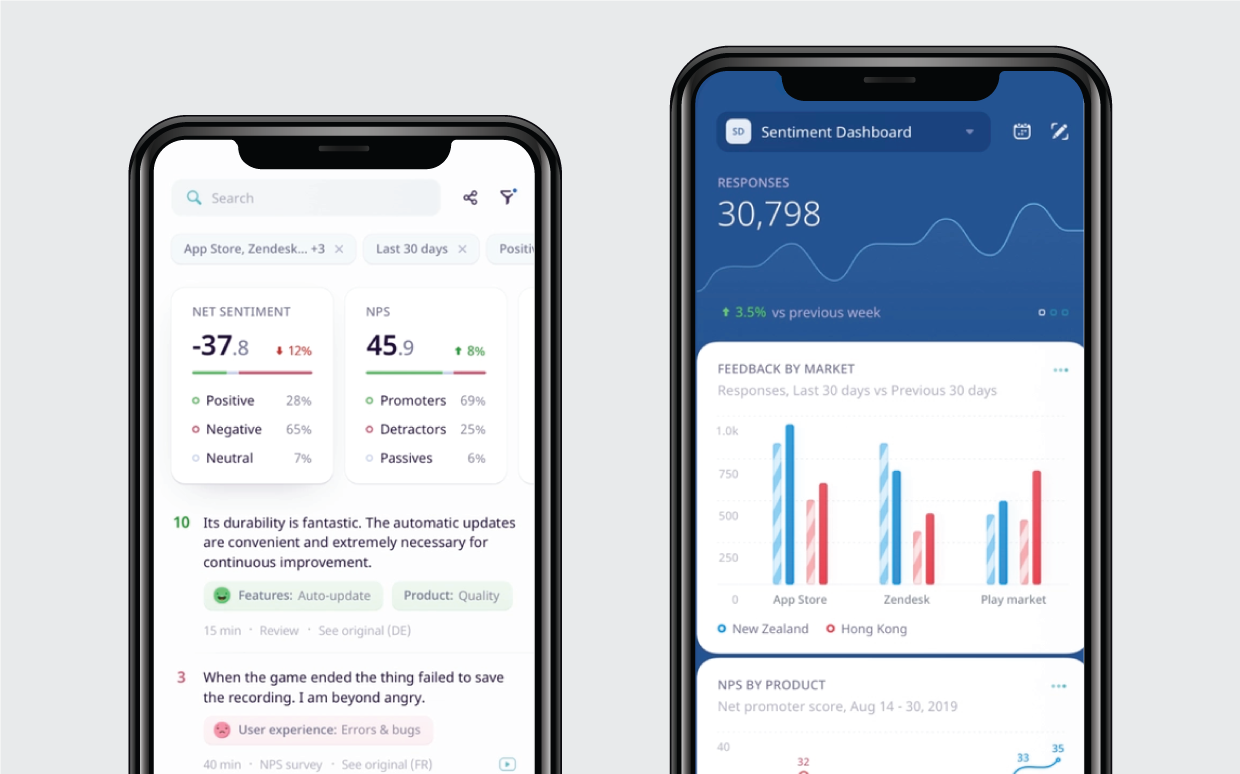 Search
App Store, Zendesk... +3 ×
Last 30 days ×
NET SENTIMENT
-37.8
12%
Positive 28%
Negative 65%
Neutral 7%
NPS
45.9
8%
Promoters 69%
Detractors 25%
Passives 6%
10
Its durability is fantastic. The automatic updates
are convenient and extremely necessary for
continuous improvement.
Features: Auto-update
Product: Quality
15 min · Review · See original (DE)
3
When the game ended the thing failed to save
the recording. I am beyond angry.
User experience: Errors & bugs
40 min · NPS survey · See original (FR)
SD
Sentiment Dashboard
RESPONSES
30,798
3.5% vs previous week
FEEDBACK BY MARKET
Responses, Last 30 days vs Previous 30 days
1.0k
750
500
250
0
App Store
Zendesk
Play market
New Zealand
Hong Kong
NPS BY PRODUCT
Net promoter score, Aug 14 - 30, 2019
40
32
33
35